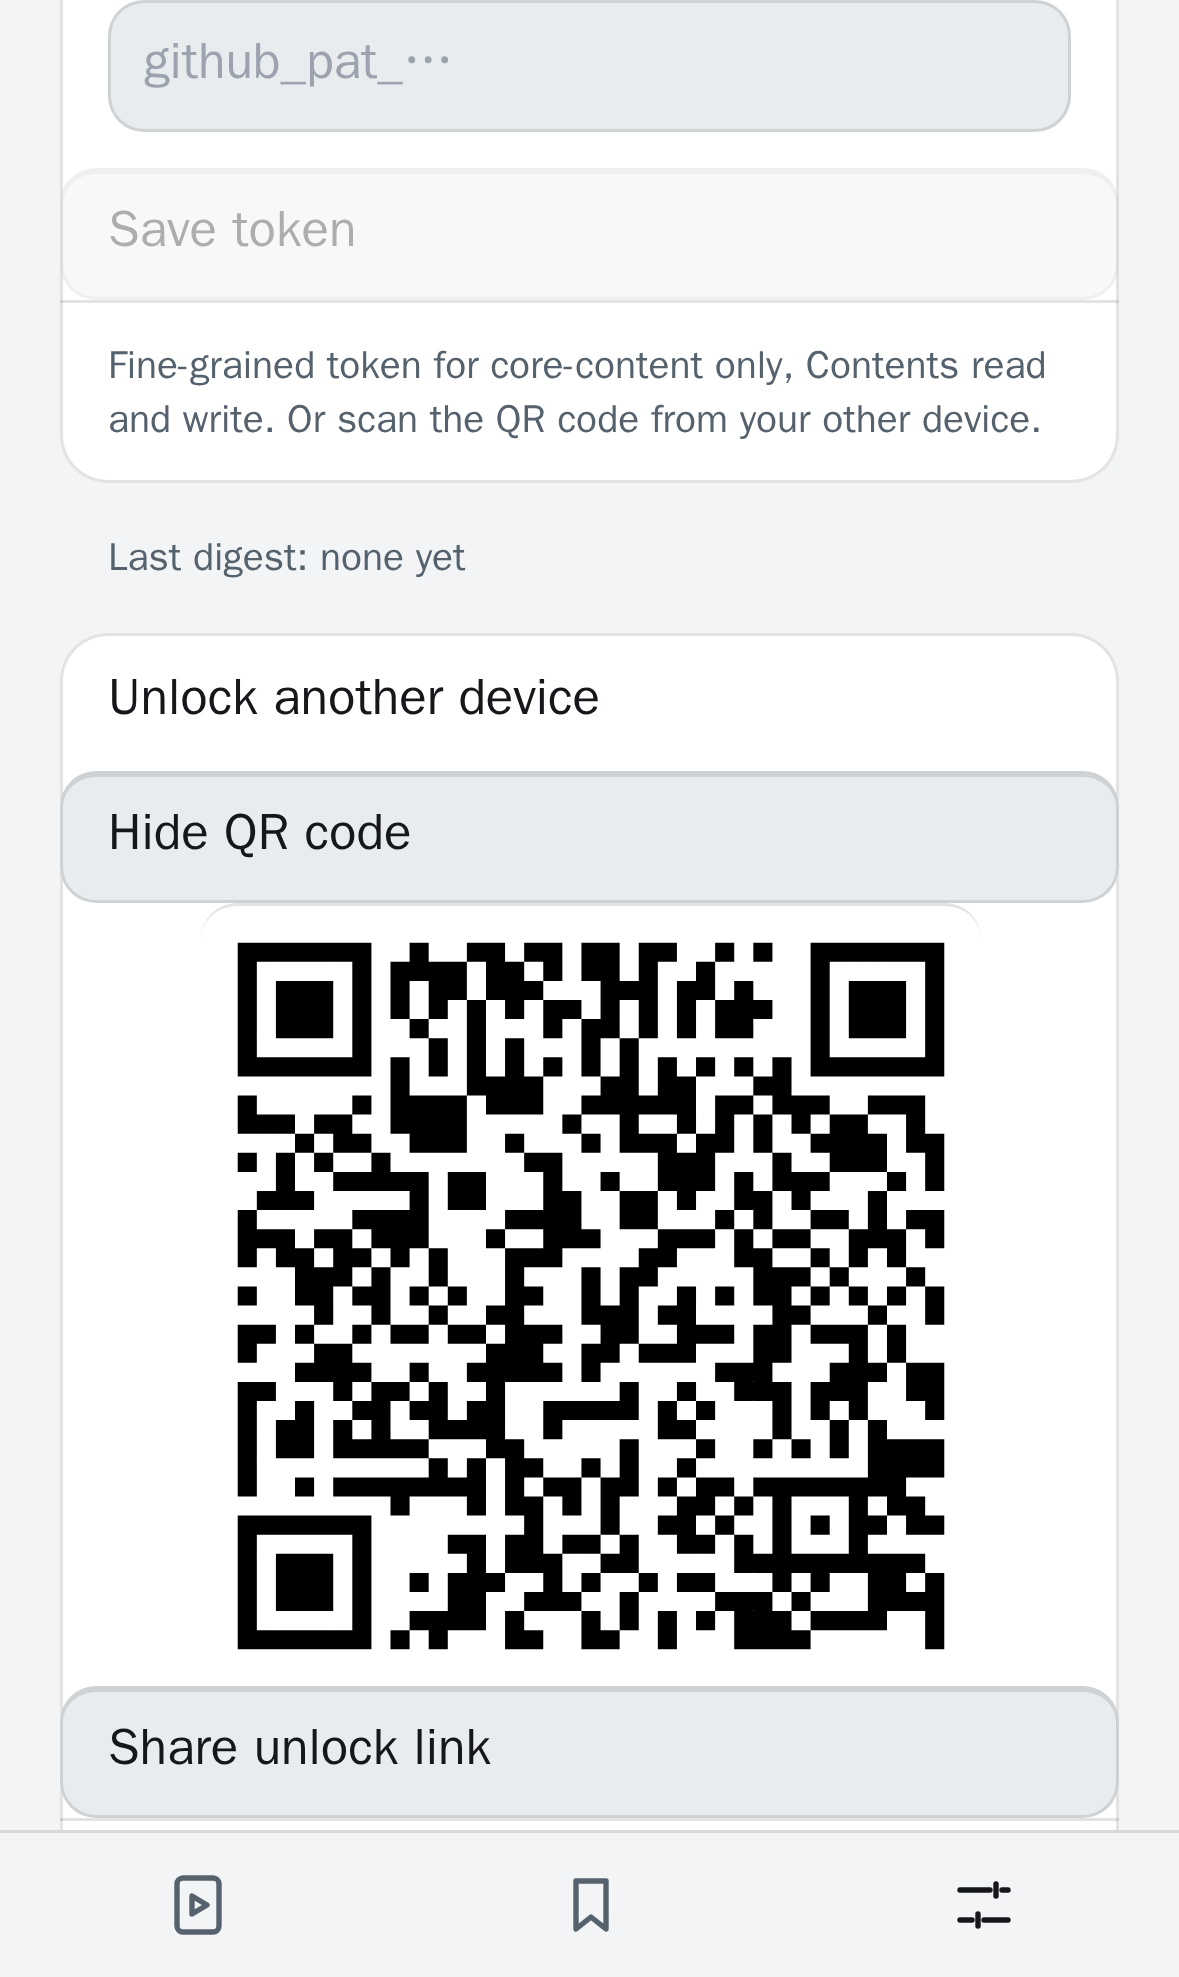 github_pat_···
Save token
Fine-grained token for core-content only, Contents read
and write. Or scan the QR code from your other device.
Last digest: none yet
Unlock another device
Hide QR code
Share unlock link